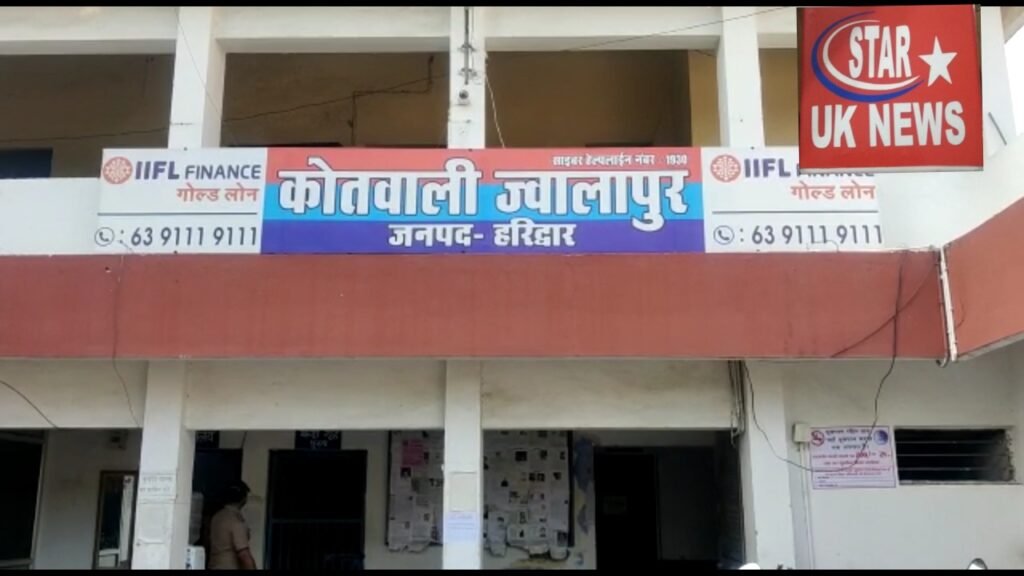 STAR
UK NEWS
साइबर हेल्पलाईन नंबर : 1930
IIFL FINANCE
गोल्ड लोन
: 63 9111 9111
कोतवाली ज्वालापुर
जनपद- हरिद्वार
IIFL
गोल्ड लोन
: 63 9111 9111